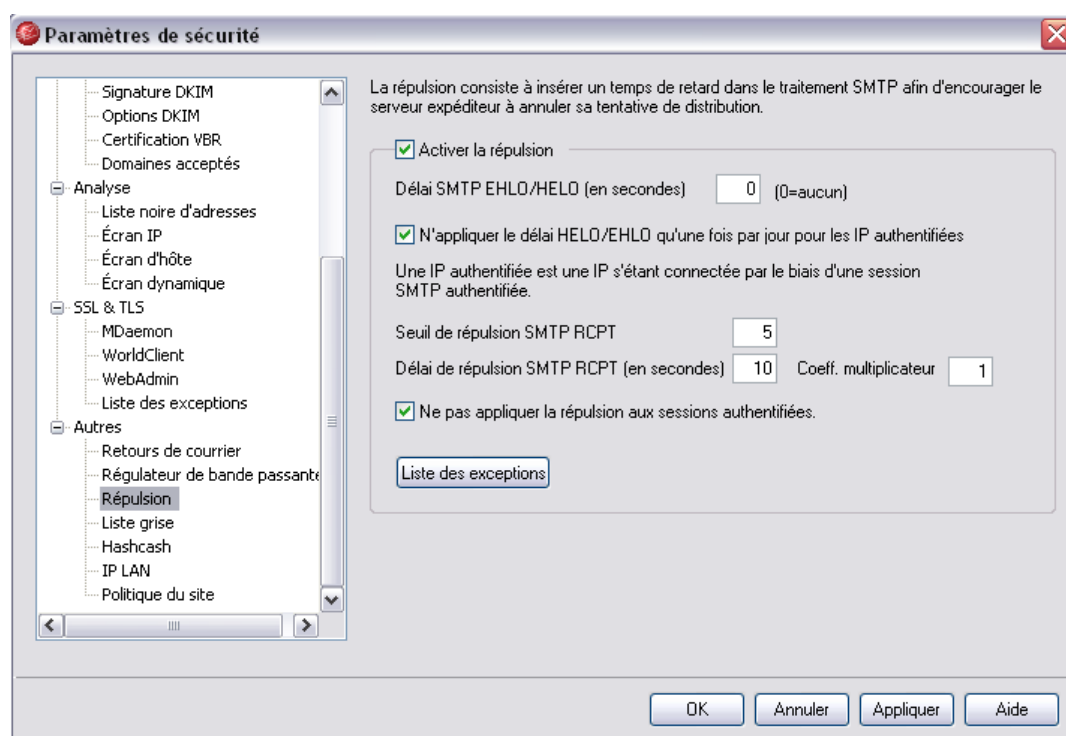 Paramètres de sécurité
Signature DKIM
Options DKIM
Certification VBR
Domaines acceptés
Analyse
Liste noire d'adresses
Écran IP
Écran d'hôte
Écran dynamique
SSL & TLS
MDaemon
WorldClient
WebAdmin
Liste des exceptions
Autres
Retours de courrier
Régulateur de bande passante
Répulsion
Liste grise
Hashcash
IP LAN
Politique du site
La répulsion consiste à insérer un temps de retard dans le traitement SMTP afin d'encourager le
serveur expéditeur à annuler sa tentative de distribution.
Activer la répulsion
Délai SMTP EHLO/HELO (en secondes) 0 (0=aucun)
N'appliquer le délai HELO/EHLO qu'une fois par jour pour les IP authentifiées
Une IP authentifiée est une IP s'étant connectée par le biais d'une session
SMTP authentifiée.
Seuil de répulsion SMTP RCPT 5
Délai de répulsion SMTP RCPT (en secondes) 10 Coeff. multiplicateur 1
Ne pas appliquer la répulsion aux sessions authentifiées.
Liste des exceptions
OK Annuler Appliquer Aide